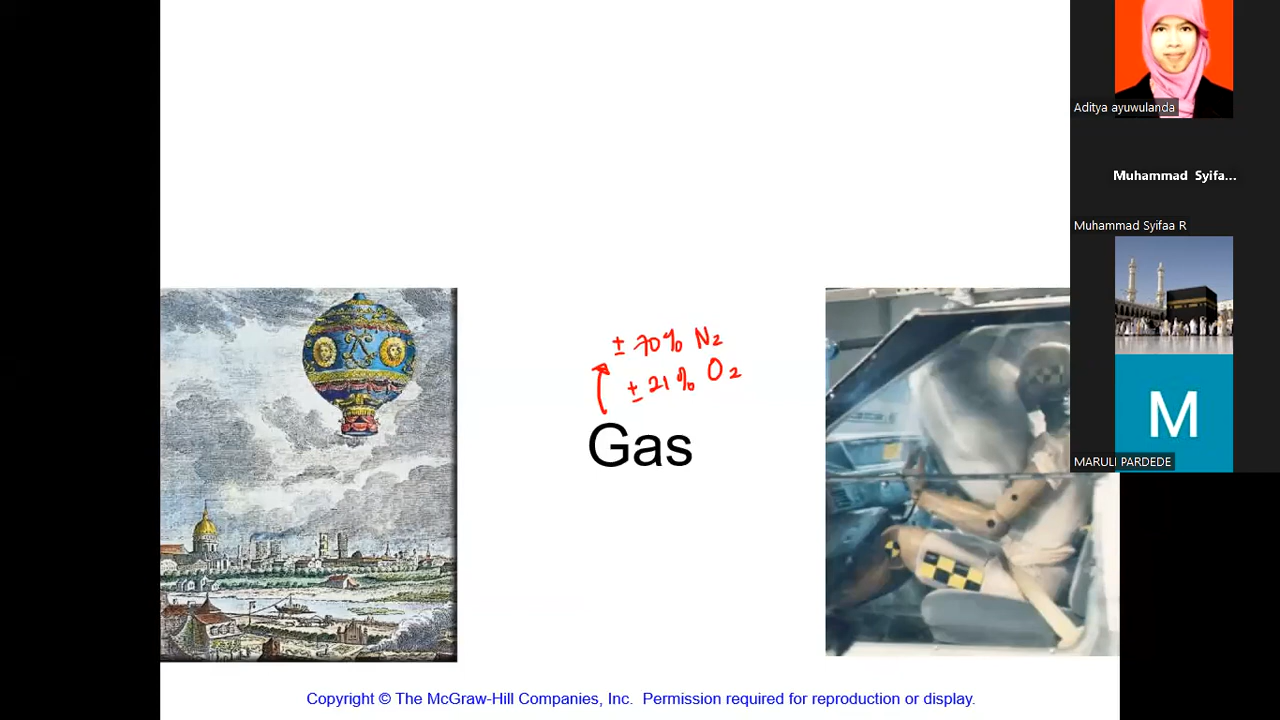 ± 70% N2
± 21% O2
Gas
Copyright © The McGraw-Hill Companies, Inc. Permission required for reproduction or display.
Aditya ayuwulanda
Muhammad Syifa...
Muhammad Syifaa R
M
MARULI PARDEDE